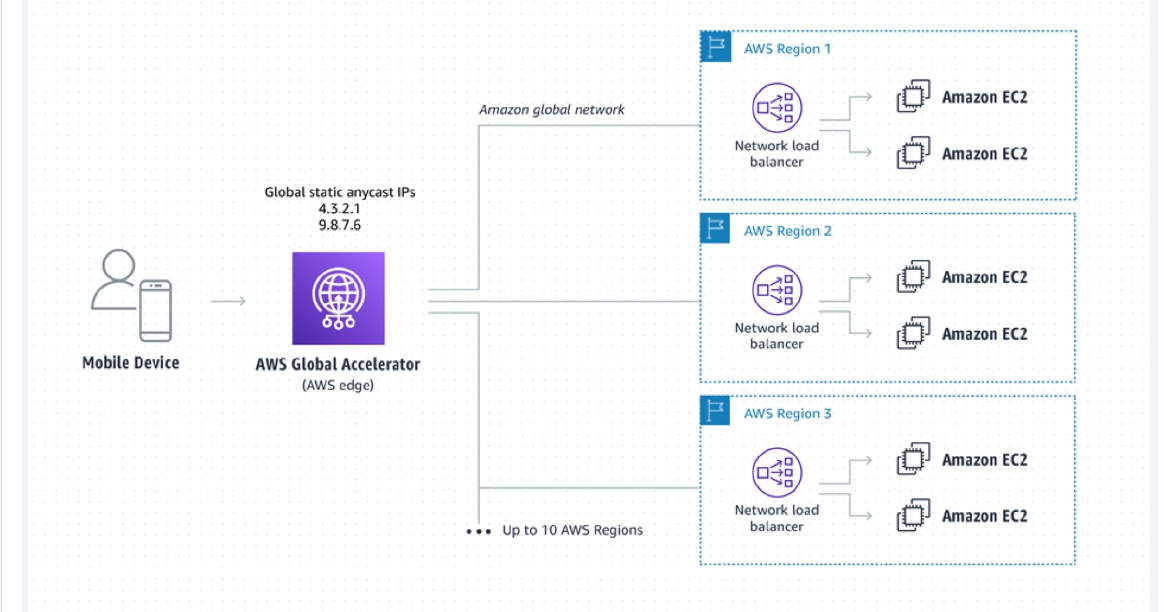 AWS Region 1
Amazon global network
Amazon EC2
Network load
balancer
Amazon EC2
Global static anycast IPs
4.3.2.1
9.8.7.6
AWS Region 2
Amazon EC2
Network load
balancer
Amazon EC2
Mobile Device
AWS Global Accelerator
(AWS edge)
AWS Region 3
Amazon EC2
Network load
balancer
Amazon EC2
••• Up to 10 AWS Regions